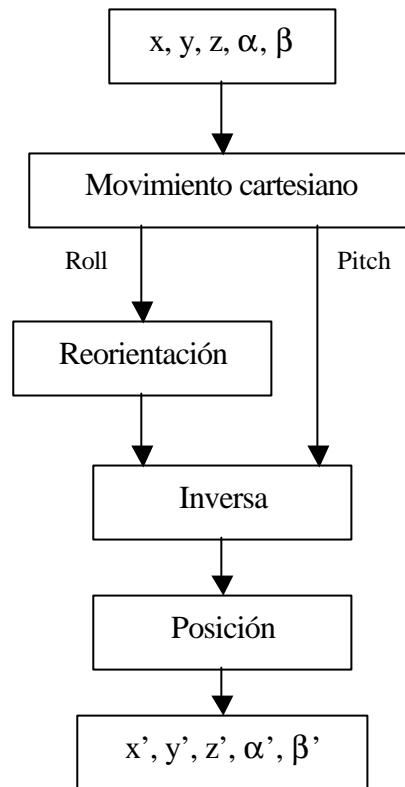 x, y, z, α, β
Movimiento cartesiano
Roll
Pitch
Reorientación
Inversa
Posición
x’, y’, z’, α’, β’